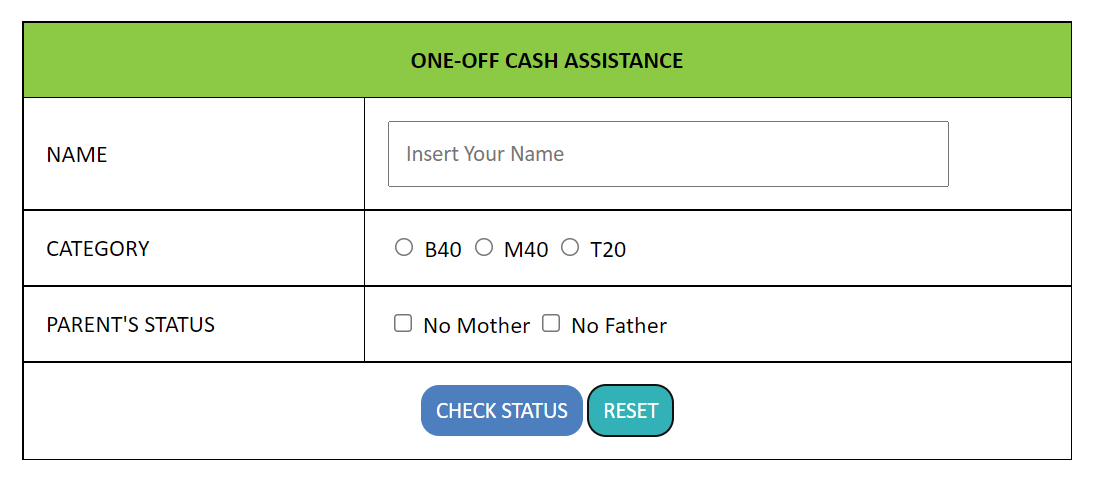 ONE-OFF CASH ASSISTANCE
NAME Insert Your Name
CATEGORY B40 M40 T20
PARENT'S STATUS No Mother No Father
CHECK STATUS RESET